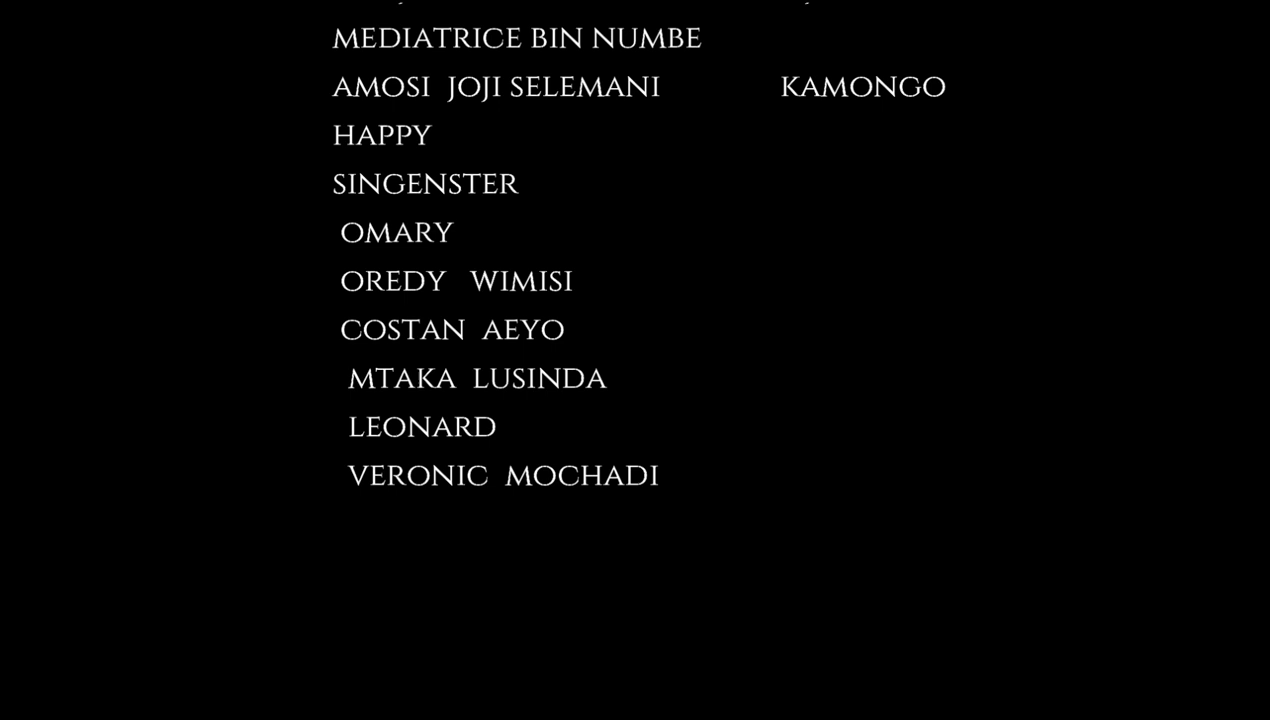 MEDIATRICE BIN NUMBE
AMOSI JOJI SELEMANI KAMONGO
HAPPY
SINGENSTER
OMARY
OREDY WIMISI
COSTAN AEYO
MTAKA LUSINDA
LEONARD
VERONIC MOCHADI